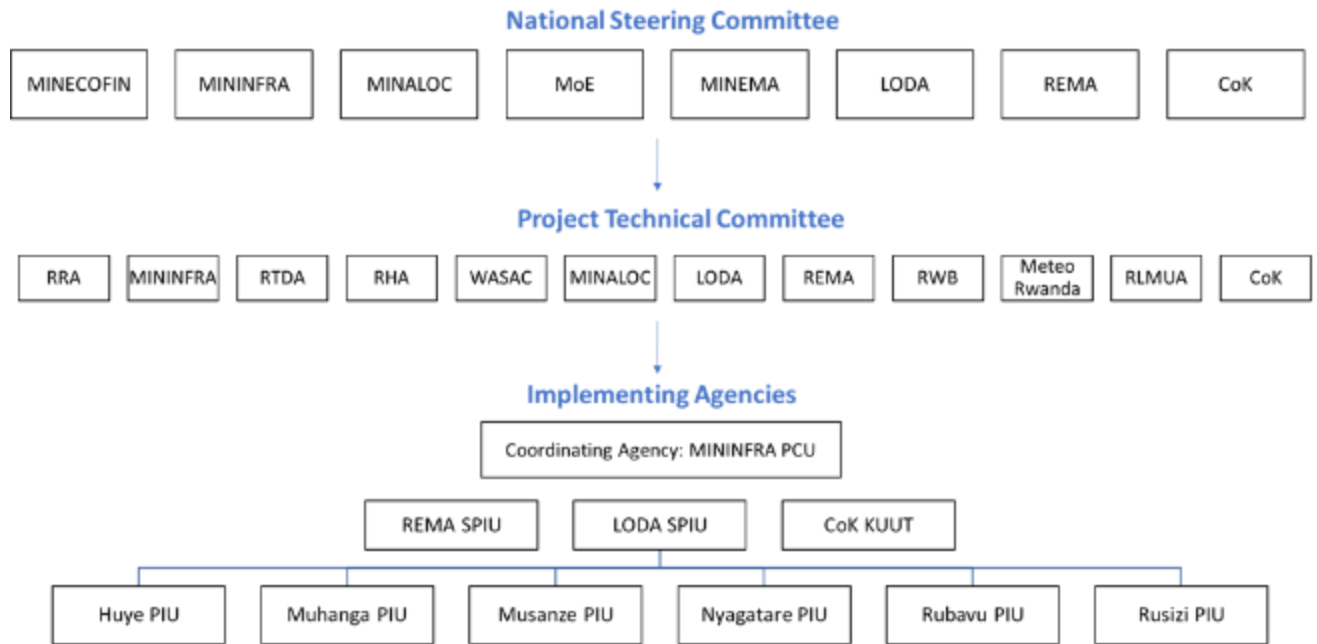 National Steering Committee
MINECOFIN
MININFRA
MINALOC
MoE
MINEMA
LODA
REMA
CoK
Project Technical Committee
RRA
MININFRA
RTDA
RHA
WASAC
MINALOC
LODA
REMA
RWB
Meteo
Rwanda
RLMUA
CoK
Implementing Agencies
Coordinating Agency: MININFRA PCU
REMA SPIU
LODA SPIU
CoK KUUT
Huye PIU
Muhanga PIU
Musanze PIU
Nyagatare PIU
Rubavu PIU
Rusizi PIU